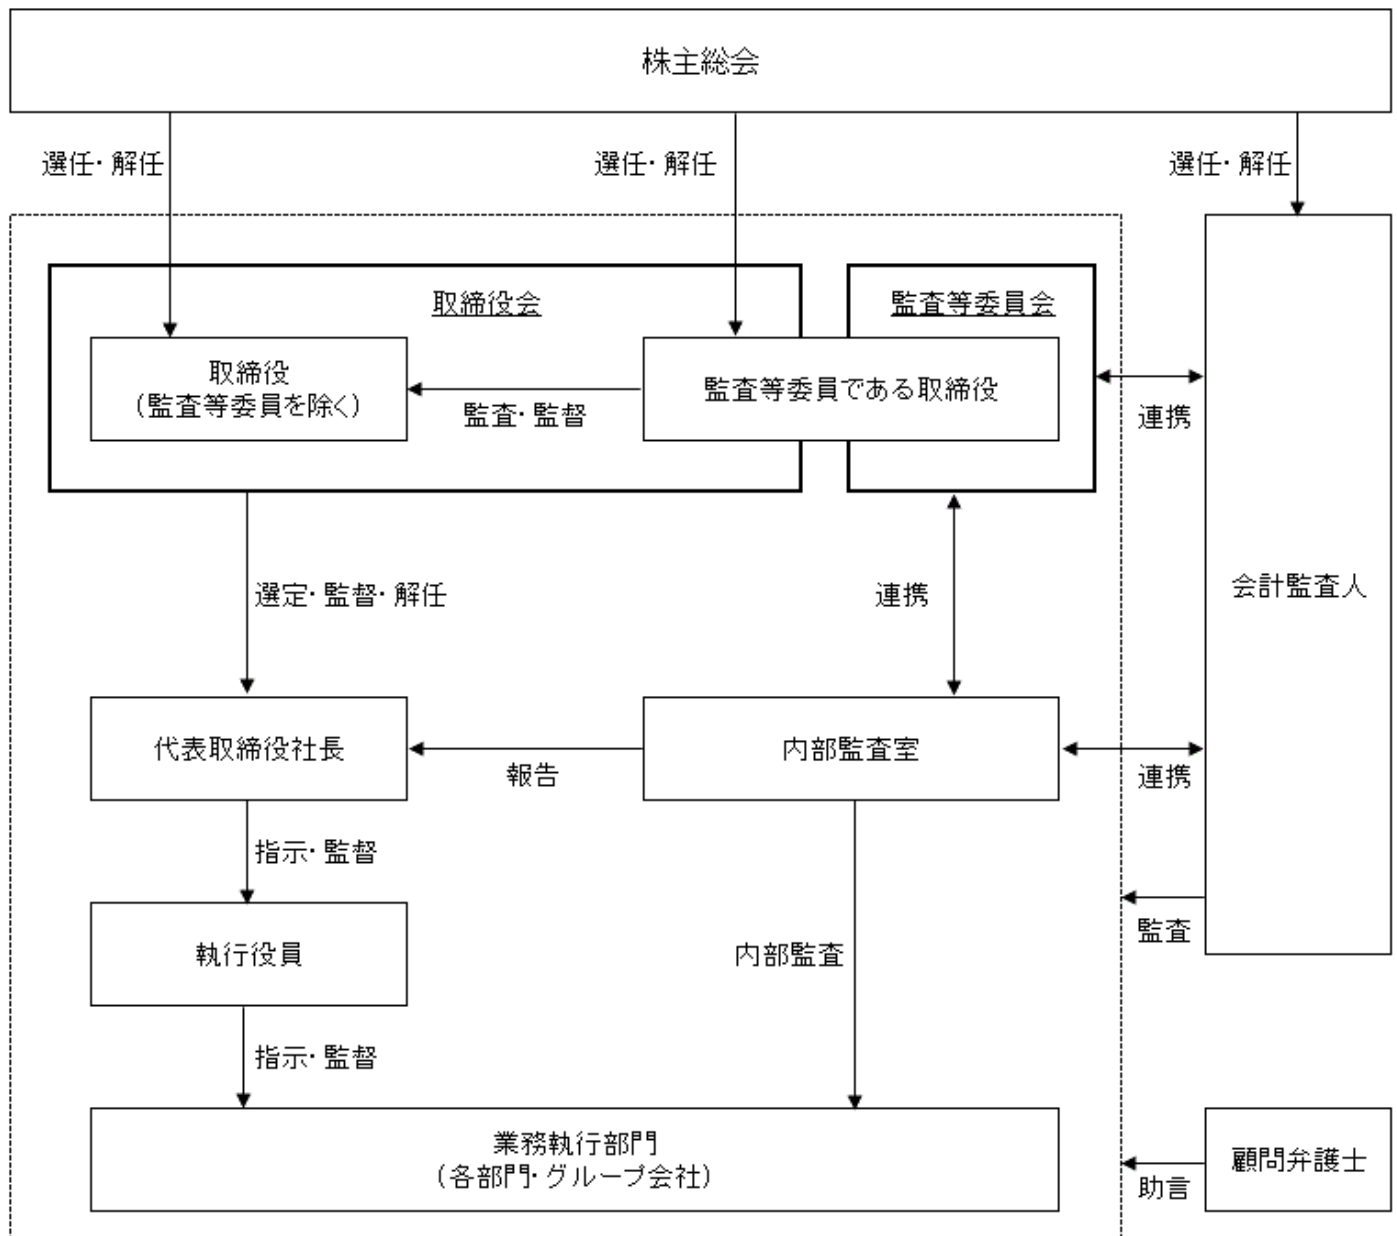 株主総会
選任・解任
選任・解任
選任・解任
取締役会
監査等委員会
取締役
（監査等委員を除く）
監査等委員である取締役
監査・監督
連携
選定・監督・解任
連携
会計監査人
代表取締役社長
内部監査室
報告
連携
指示・監督
執行役員
内部監査
監査
指示・監督
業務執行部門
（各部門・グループ会社）
顧問弁護士
助言